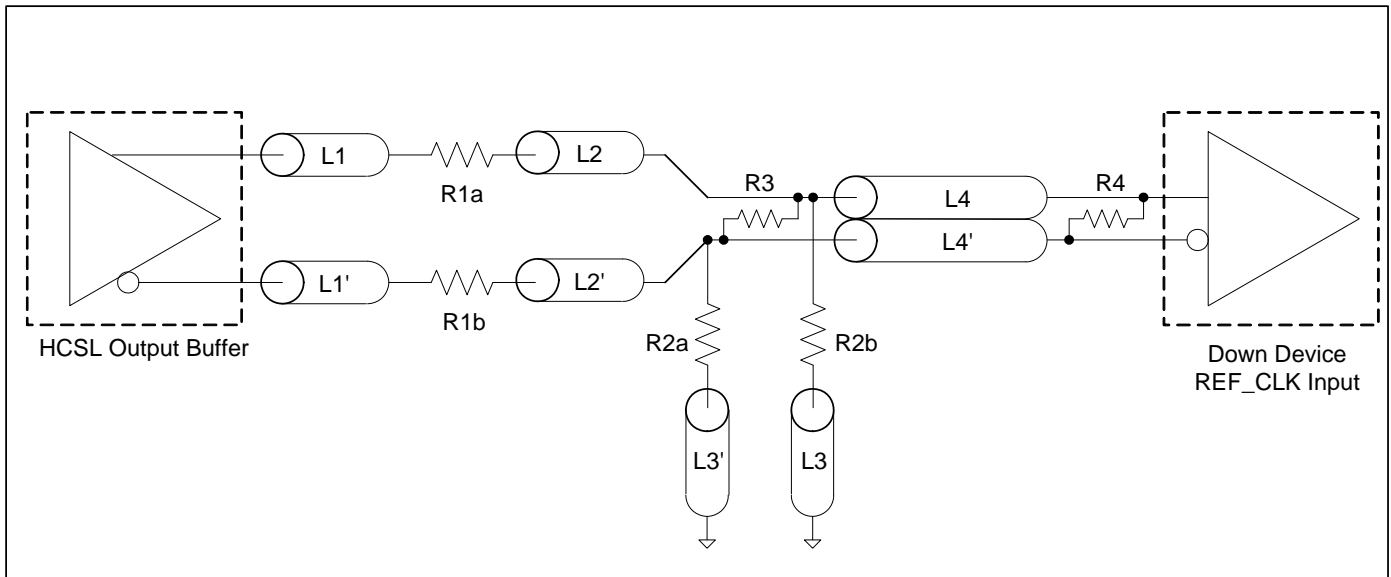 L1
R1a
L2
R3
L4
R4
L4'
L1'
R1b
L2'
HCSL Output Buffer
R2a
R2b
Down Device
REF_CLK Input
L3'
L3